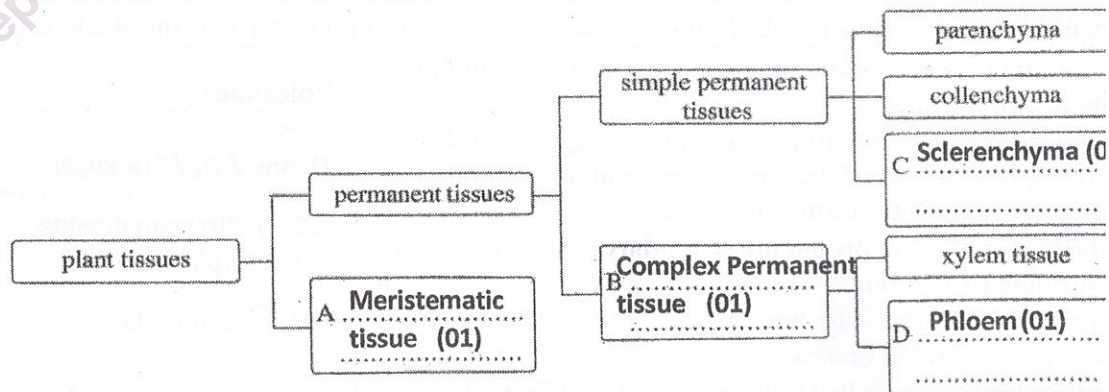 parenchyma
simple permanent
tissues
collenchyma
C Sclerenchyma (0
permanent tissues
plant tissues
xylem tissue
B Complex Permanent
tissue (01)
A Meristematic
tissue (01)
D Phloem (01)